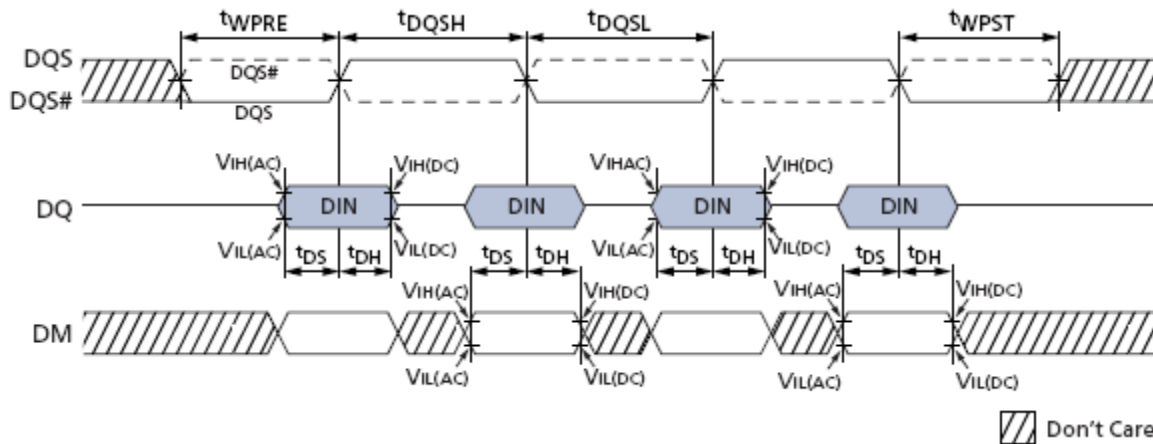 tWPRE tDQSH tDQSL tWPST
DQS
DQS#
DQS#
DQS
VIH(AC) VIH(DC) VIHAC) VIH(DC)
DQ DIN DIN DIN DIN
VIL(AC) VIL(DC) VIL(AC) VIL(DC)
tDS tDH tDS tDH tDS tDH tDS tDH
VIH(AC) VIH(DC) VIH(AC) VIH(DC)
DM
VIL(AC) VIL(DC) VIL(AC) VIL(DC)
Don't Care